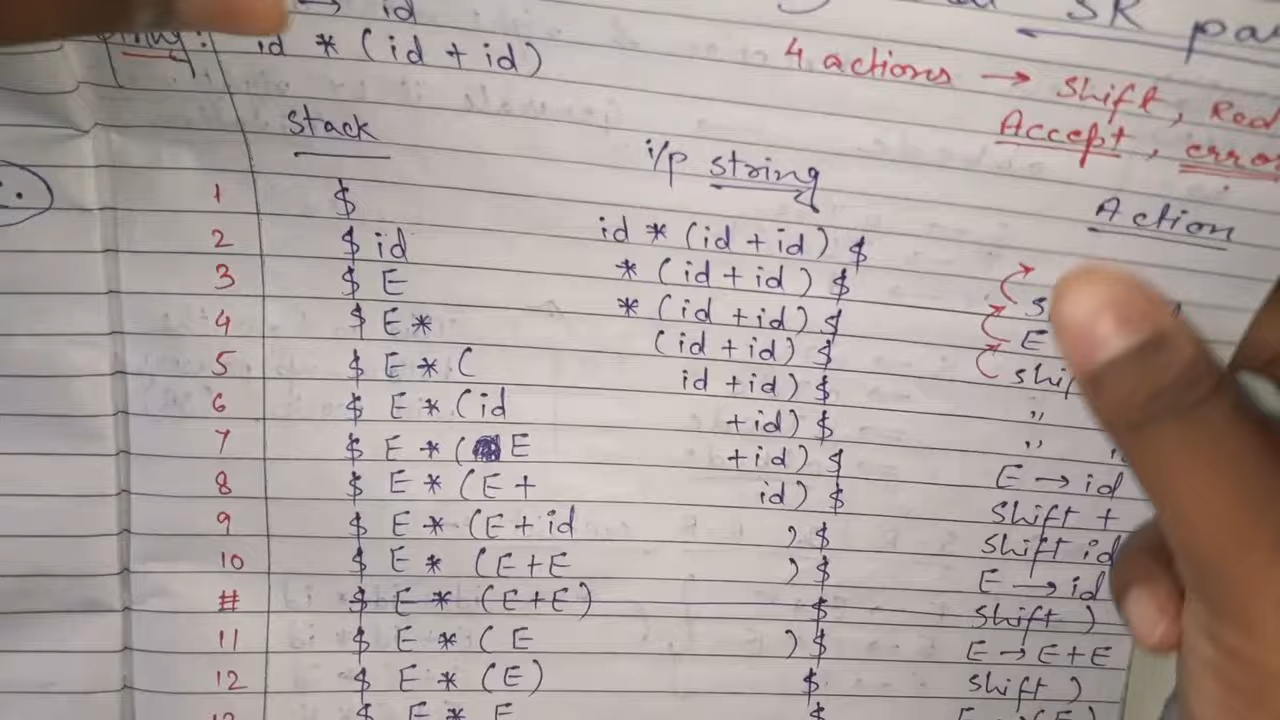 → id
SR
id * (id + id)
4 actions → Shift,
Accept, erro
Stack i/p string Action
1 $ id * (id + id) $
2 $ id * (id + id) $
3 $ E * (id + id) $
4 $ E * (id + id) $
5 $ E * ( id + id) $ shif
6 $ E * (id + id) $ "
7 $ E * ( E + id) $ "
8 $ E * (E + id) $ E → id
9 $ E * (E + id ) $ Shift +
10 $ E * (E+E ) $ Shift id
E → id
# $ E * (E+E) $ Shift )
11 $ E * ( E ) $ E → E+E
12 $ E * (E) $ Shift )
$ E * E $